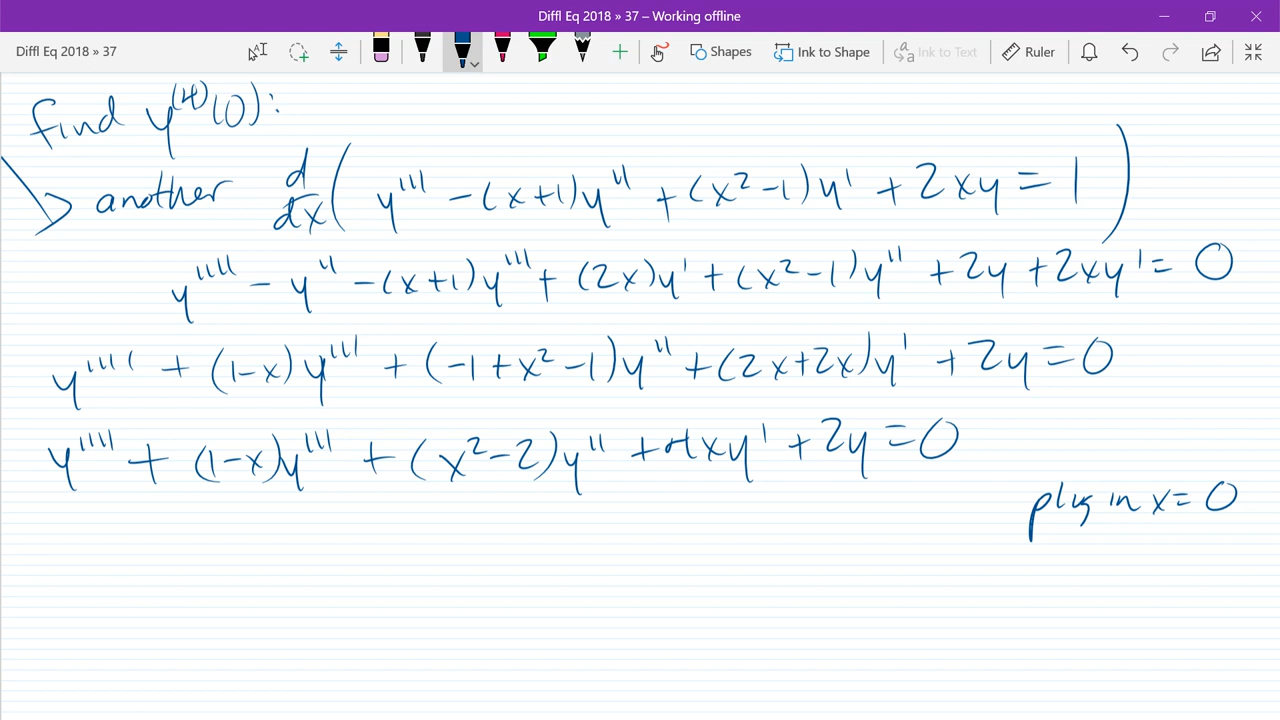 Diffl Eq 2018 » 37 – Working offline
Diffl Eq 2018 » 37 Shapes Ink to Shape Ink to Text Ruler
find y⁽⁴⁾(0):
another d/dx ( y''' - (x+1)y'' + (x²-1)y' + 2xy = 1 )
y'''' - y'' - (x+1)y''' + (2x)y' + (x²-1)y'' + 2y + 2xy' = 0
y'''' + (1-x)y''' + (-1+x²-1)y'' + (2x+2x)y' + 2y = 0
y'''' + (1-x)y''' + (x²-2)y'' + 4xy' + 2y = 0
plug in x = 0